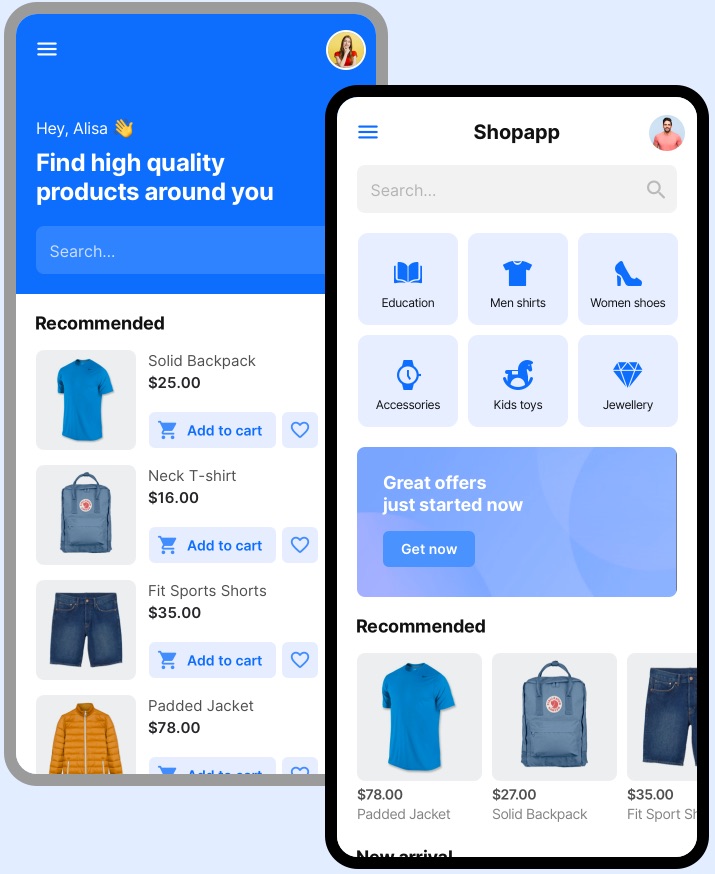 Hey, Alisa 👋
Find high quality
products around you
Search...
Recommended
Solid Backpack
$25.00
Add to cart
Neck T-shirt
$16.00
Add to cart
Fit Sports Shorts
$35.00
Add to cart
Padded Jacket
$78.00
Add to cart
Shopapp
Search...
Education
Men shirts
Women shoes
Accessories
Kids toys
Jewellery
Great offers
just started now
Get now
Recommended
$78.00
Padded Jacket
$27.00
Solid Backpack
$35.00
Fit Sport Sh
New arrival